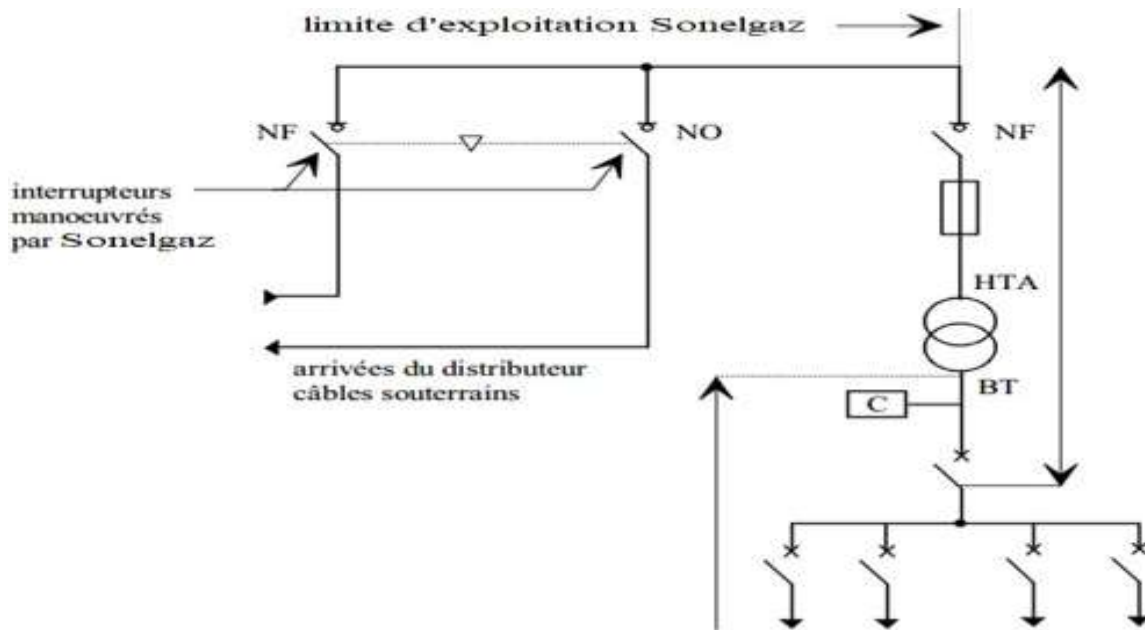 limite d'exploitation Sonelgaz
NF
NO
NF
interrupteurs
manoeuvrés
par Sonelgaz
HTA
arrivées du distributeur
câbles souterrains
BT
C